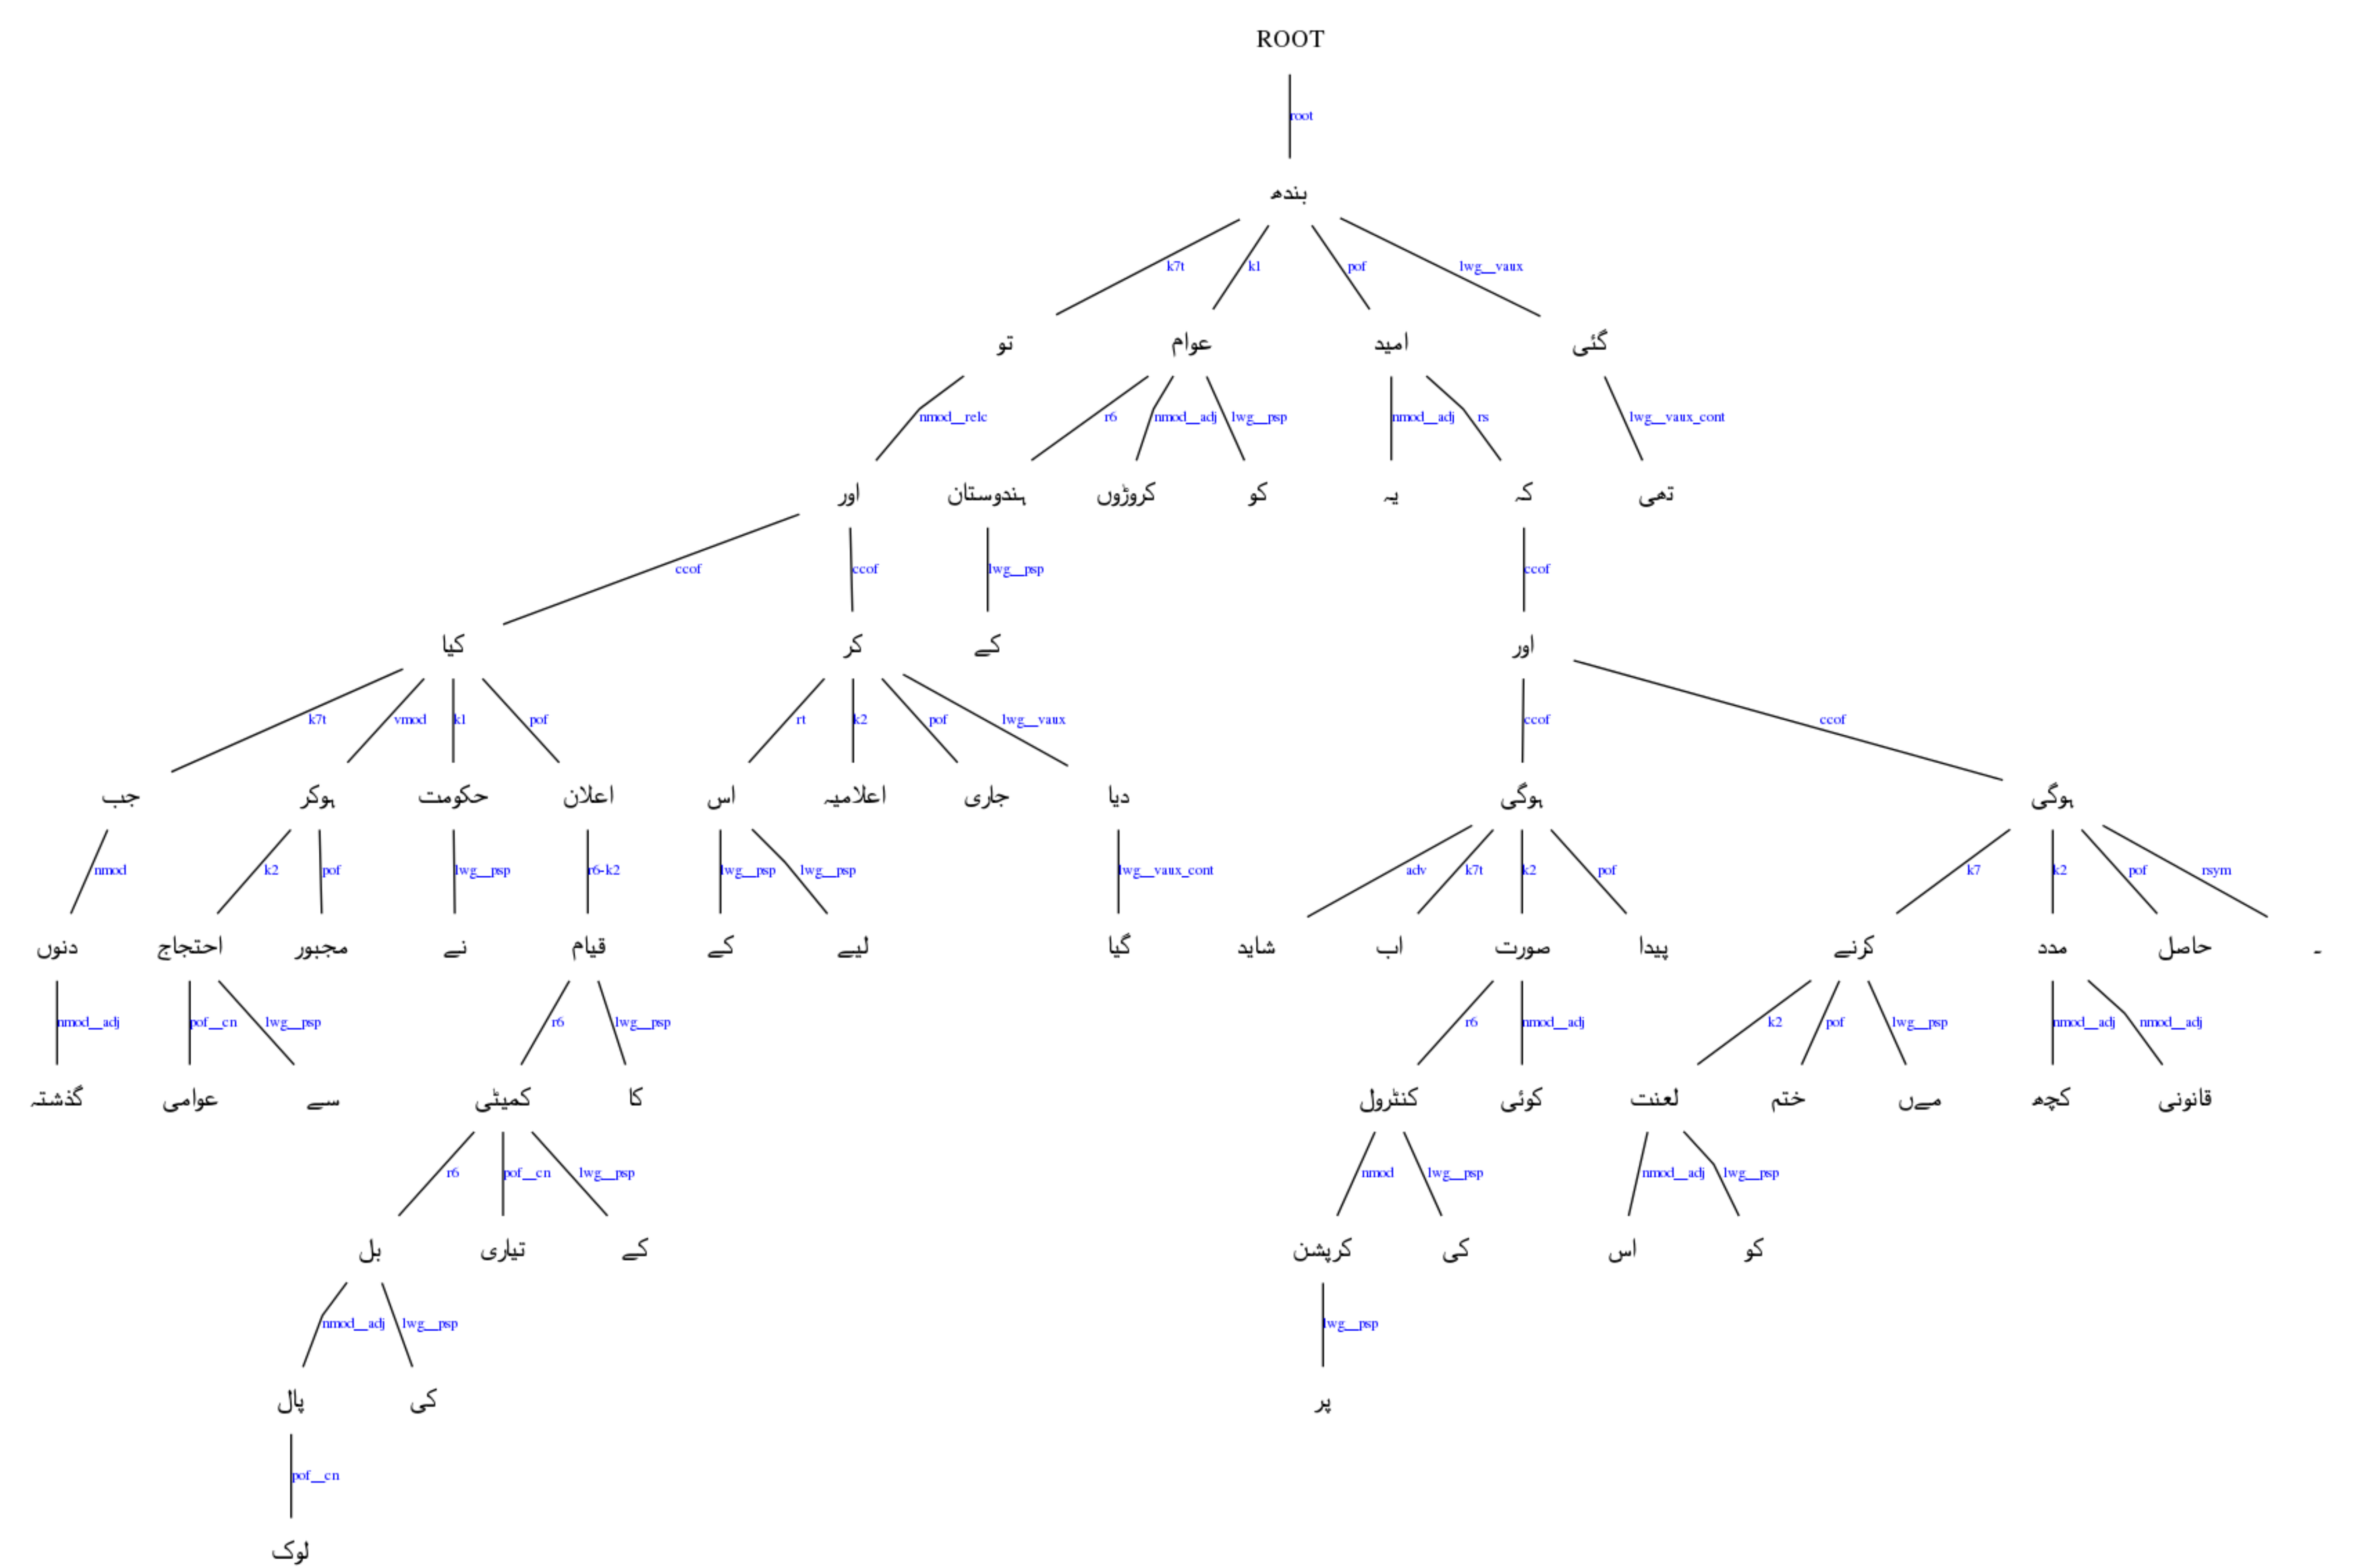 ROOT
root
بندھ
k7t k1 pof lwg__vaux
تو عوام امید گئی
nmod__relc r6 nmod__adj lwg__psp nmod__adj rs lwg__vaux_cont
اور ہندوستان کروڑوں کو یہ کہ تھی
ccof ccof lwg__psp ccof
کیا کر کے اور
k7t vmod k1 pof rt k2 pof lwg__vaux ccof ccof
جب ہوکر حکومت اعلان اس اعلامیہ جاری دیا ہوگی ہوگی
nmod k2 pof lwg__psp r6-k2 lwg__psp lwg__psp lwg__vaux_cont adv k7t k2 pof k7 k2 pof rsym
دنوں احتجاج مجبور نے قیام کے لیے گیا شاید اب صورت پیدا کرنے مدد حاصل ۔
nmod__adj pof__cn lwg__psp r6 lwg__psp r6 nmod__adj k2 pof lwg__psp nmod__adj nmod__adj
گذشتہ عوامی سے کمیٹی کا کنٹرول کوئی لعنت ختم مےں کچھ قانونی
r6 pof__cn lwg__psp nmod lwg__psp nmod__adj lwg__psp
بل تیاری کے کرپشن کی اس کو
nmod__adj lwg__psp lwg__psp
پال کی پر
pof__cn
لوک